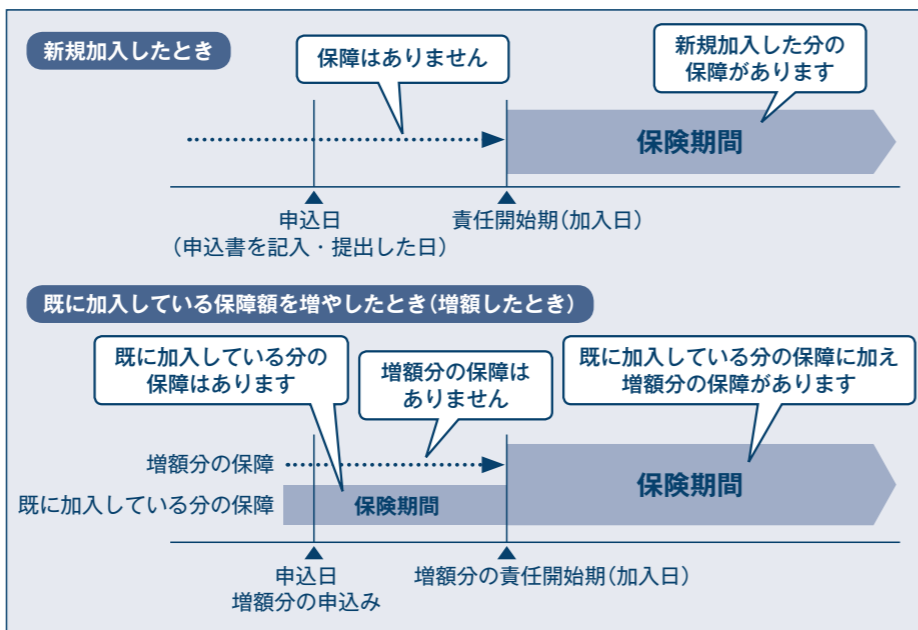 新規加入したとき
保障はありません
新規加入した分の
保障があります
保険期間
申込日
(申込書を記入・提出した日)
責任開始期(加入日)
既に加入している保障額を増やしたとき(増額したとき)
既に加入している分の
保障はあります
増額分の保障は
ありません
既に加入している分の保障に加え
増額分の保障があります
増額分の保障
既に加入している分の保障
保険期間
保険期間
申込日
増額分の申込み
増額分の責任開始期(加入日)